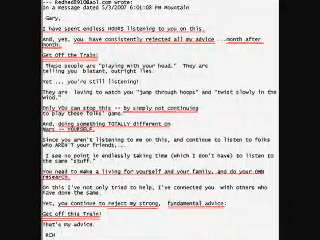 --- RedtedE910@aol.com wrote:
In a message dated 5/3/2007 6:01:08 PM Mountain
Gary,
I have spent endless HOURS listening to you on this.
And, yes, you have consistently rejected all my advice ...month after
month.
Get Off the Train!
These people are "playing with your head."  They are
telling you  blatant, outright lies.
Yet... you're still listening!
They are  loving to watch you "jump through hoops" and "twist slowly in the
wind."
Only YOU can stop this -- by simply not continuing
to play these folks' game.
And, doing something TOTALLY different on
Mars -- YOURSELF.
Since you aren't listening to me on this, and continue to listen to folks
who AREN'T your friends...
I see no point in endlessly taking time (which I don't have) to listen to
the same "stuff."
You need to make a living for yourself and your family, and do your OWN
research.
On this I've not only tried to help, I've connected you  with others who
have done the same.
Yet, you continue to reject my strong,  fundamental advice:
Get off this Train!
That's my advice.
RCH